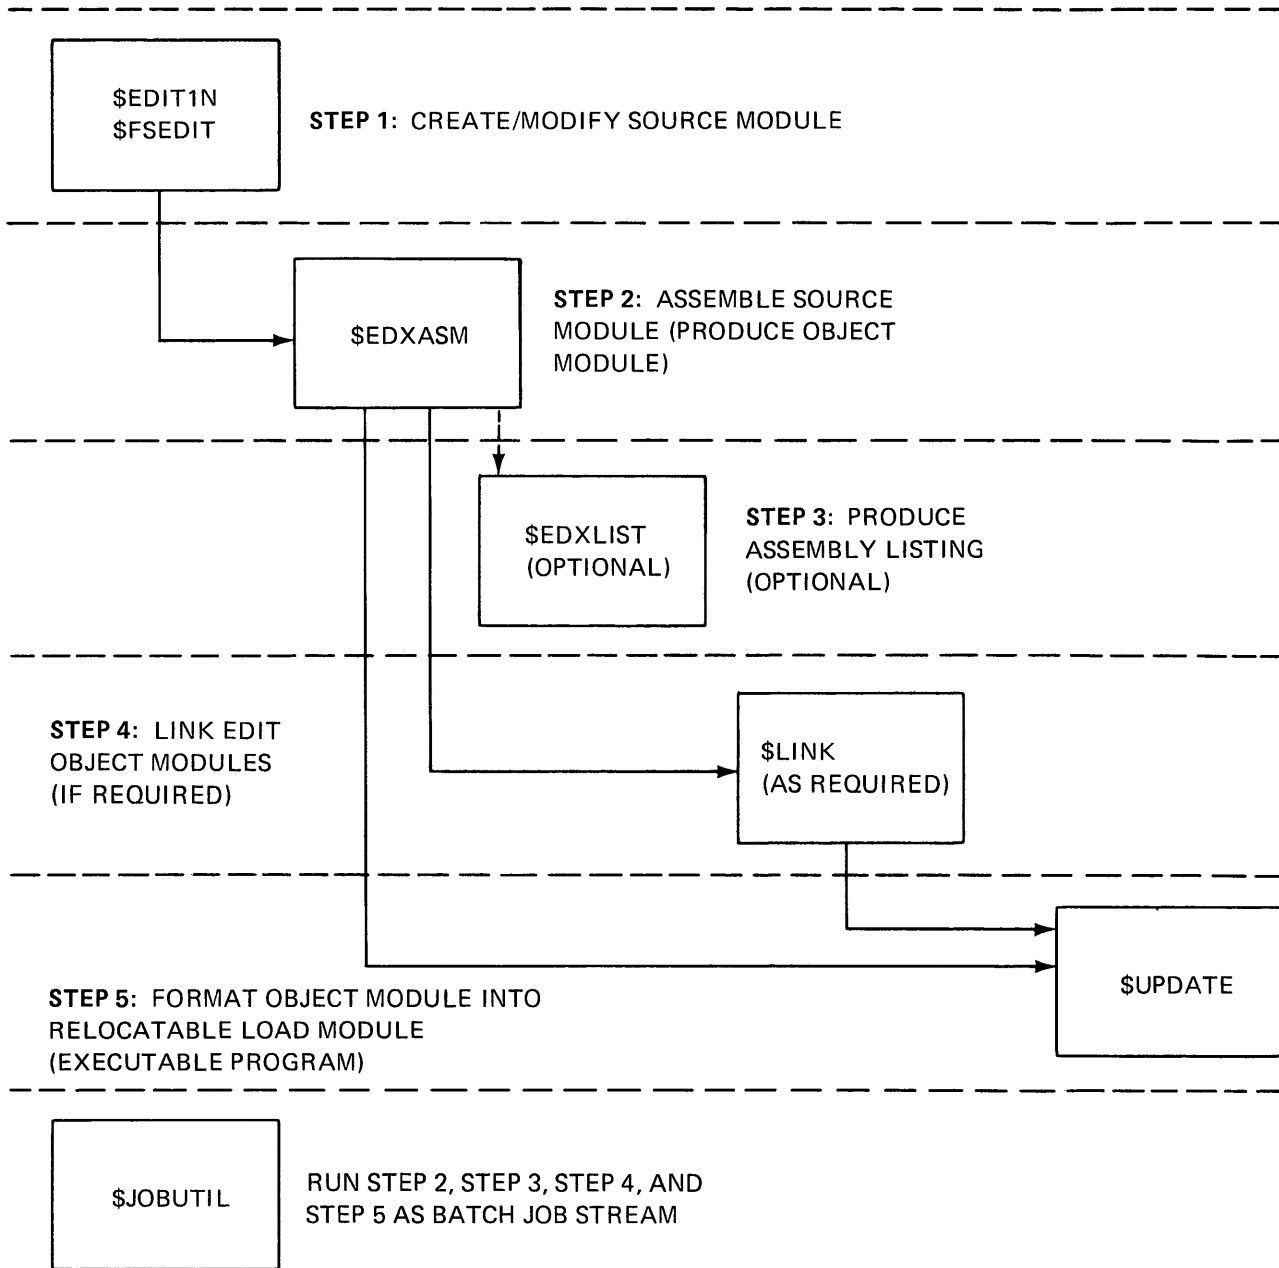 $EDIT1N
$FSEDIT
STEP 1: CREATE/MODIFY SOURCE MODULE
$EDXASM
STEP 2: ASSEMBLE SOURCE
MODULE (PRODUCE OBJECT
MODULE)
$EDXLIST
(OPTIONAL)
STEP 3: PRODUCE
ASSEMBLY LISTING
(OPTIONAL)
STEP 4: LINK EDIT
OBJECT MODULES
(IF REQUIRED)
$LINK
(AS REQUIRED)
$UPDATE
STEP 5: FORMAT OBJECT MODULE INTO
RELOCATABLE LOAD MODULE
(EXECUTABLE PROGRAM)
$JOBUTIL
RUN STEP 2, STEP 3, STEP 4, AND
STEP 5 AS BATCH JOB STREAM